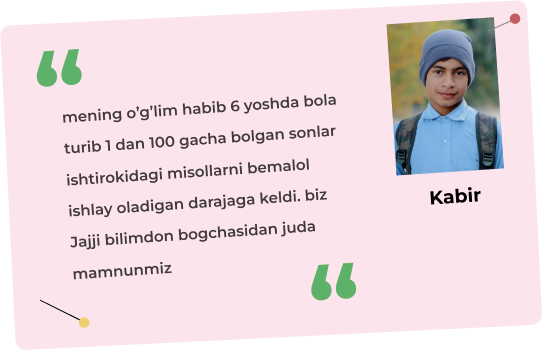 mening o‘g‘lim habib 6 yoshda bola
turib 1 dan 100 gacha bolgan sonlar
ishtirokidagi misollarni bemalol
ishlay oladigan darajaga keldi. biz
Jajji bilimdon bogchasidan juda
mamnunmiz
Kabir